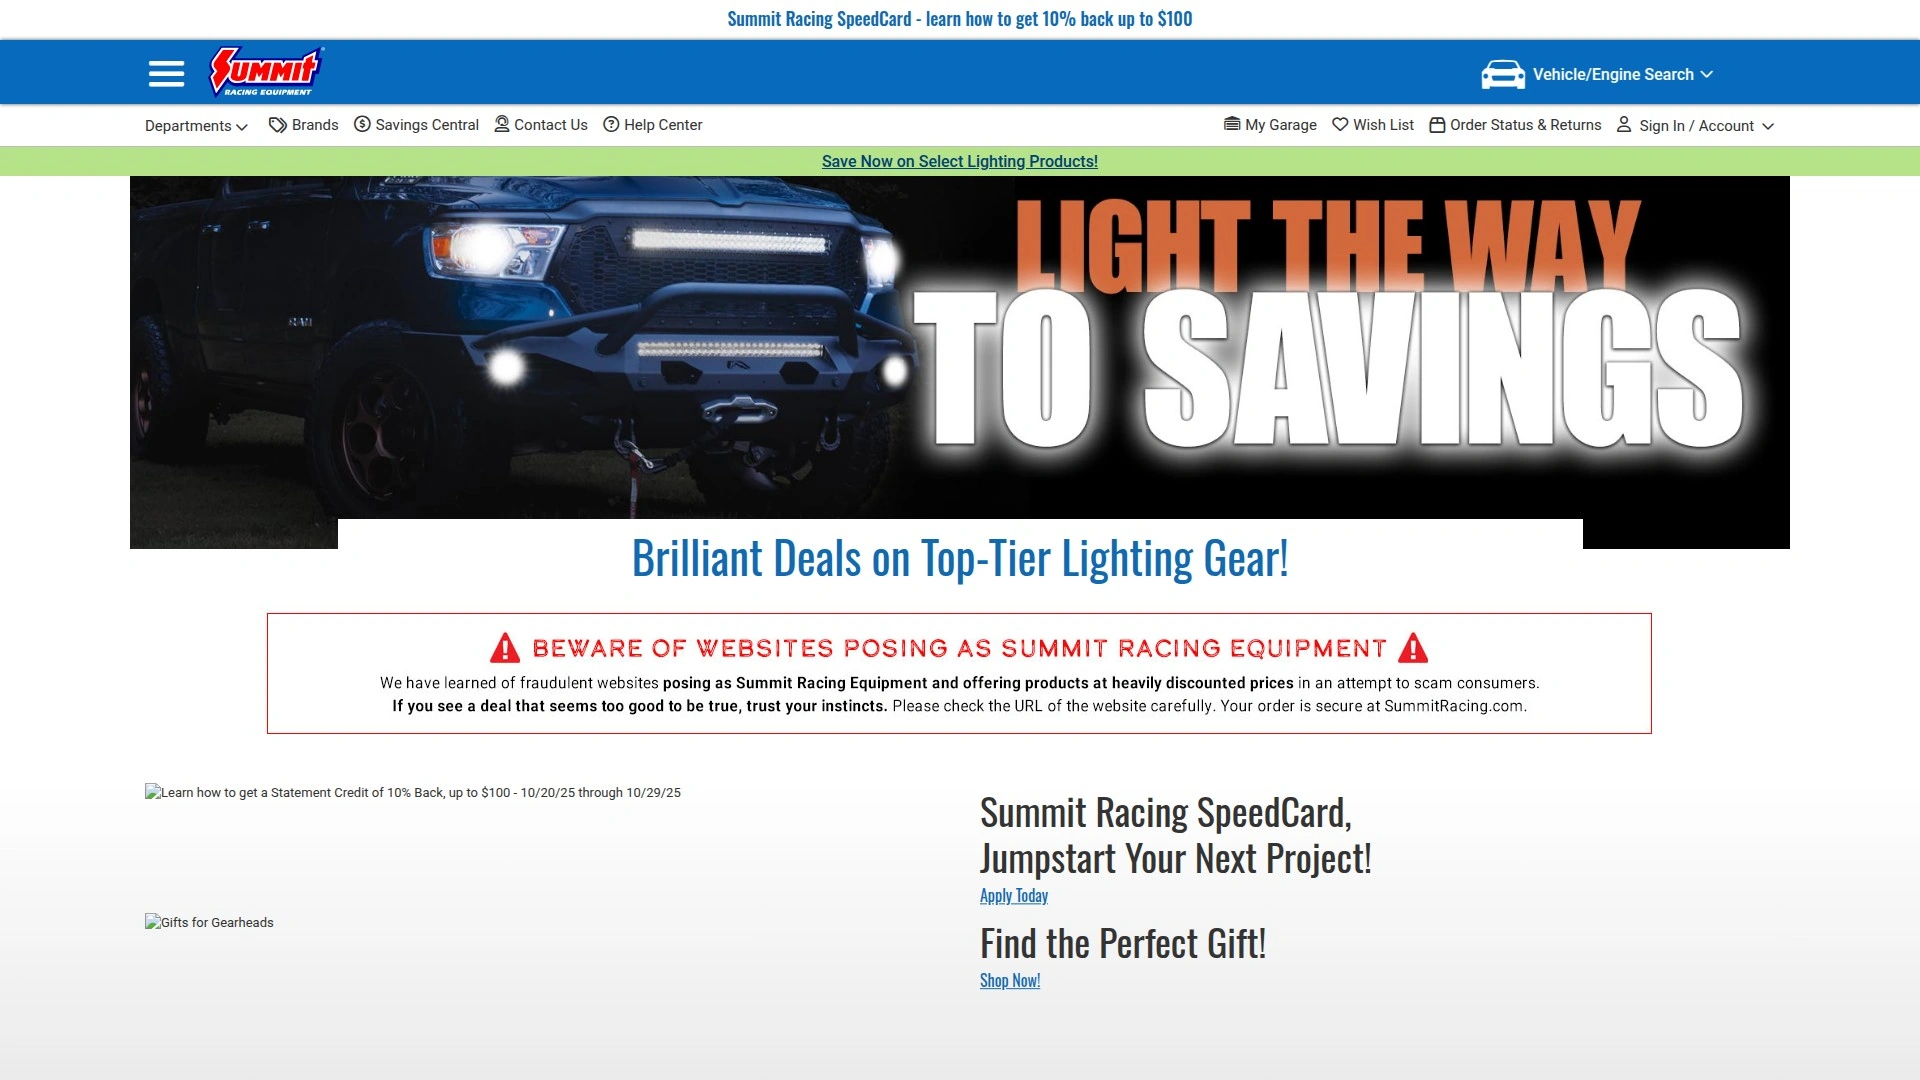 Summit Racing SpeedCard - learn how to get 10% back up to $100
SUMMIT
RACING EQUIPMENT
Vehicle/Engine Search
Departments
Brands
Savings Central
Contact Us
Help Center
My Garage
Wish List
Order Status & Returns
Sign In / Account
Save Now on Select Lighting Products!
LIGHT THE WAY
TO SAVINGS
RAM
Brilliant Deals on Top-Tier Lighting Gear!
BEWARE OF WEBSITES POSING AS SUMMIT RACING EQUIPMENT
We have learned of fraudulent websites posing as Summit Racing Equipment and offering products at heavily discounted prices in an attempt to scam consumers.
If you see a deal that seems too good to be true, trust your instincts. Please check the URL of the website carefully. Your order is secure at SummitRacing.com.
Learn how to get a Statement Credit of 10% Back, up to $100 - 10/20/25 through 10/29/25
Summit Racing SpeedCard,
Jumpstart Your Next Project!
Apply Today
Gifts for Gearheads
Find the Perfect Gift!
Shop Now!